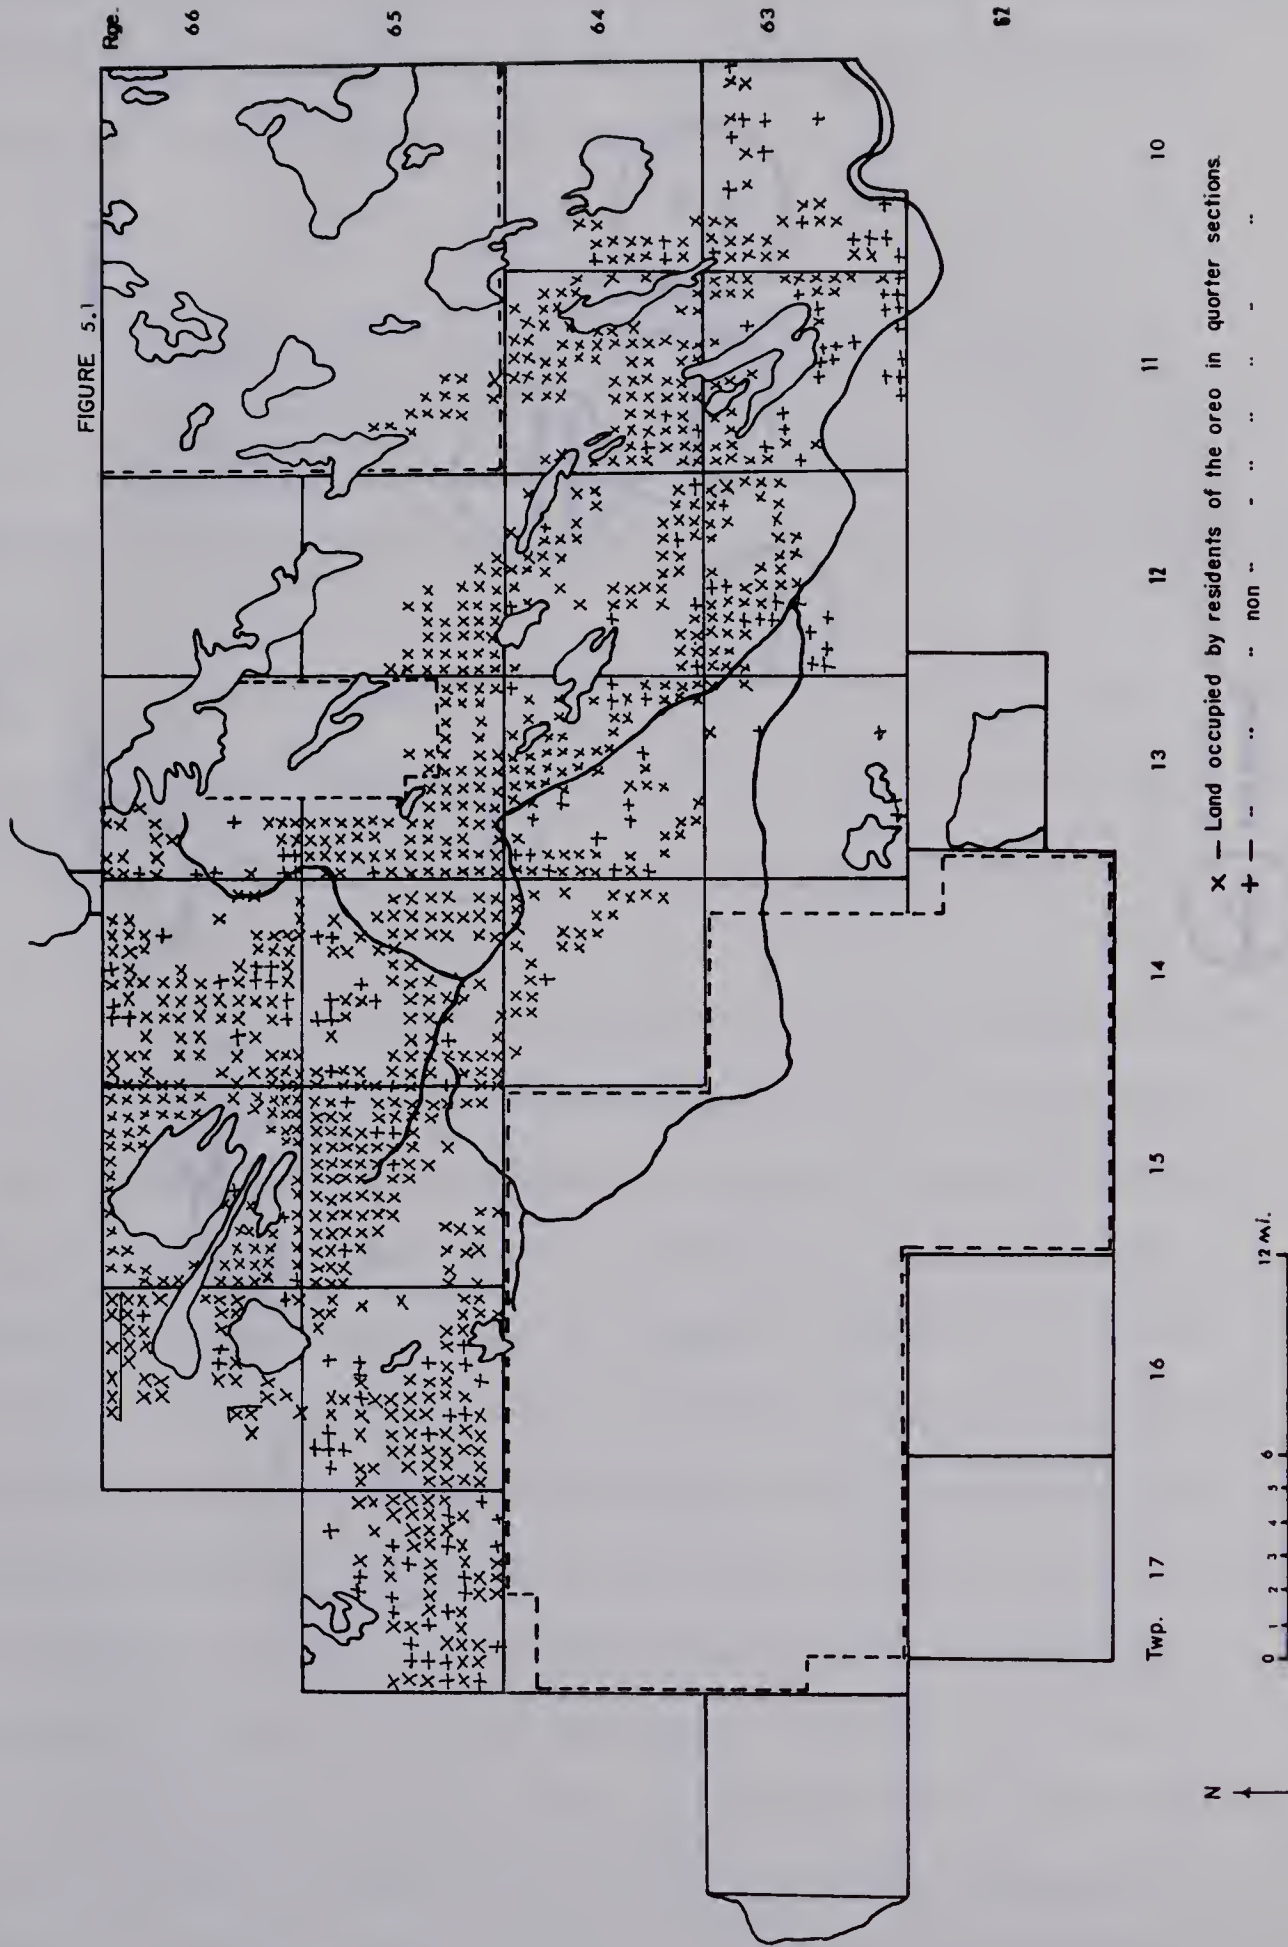 FIGURE 5.1
Rge.
66
65
64
63
62
Twp. 17 16 15 14 13 12 11 10
N
0 1 2 3 4 5 6 12 mi.
x — Land occupied by residents of the oreo in quarter sections.
+ — " " " non " - " " " - " "